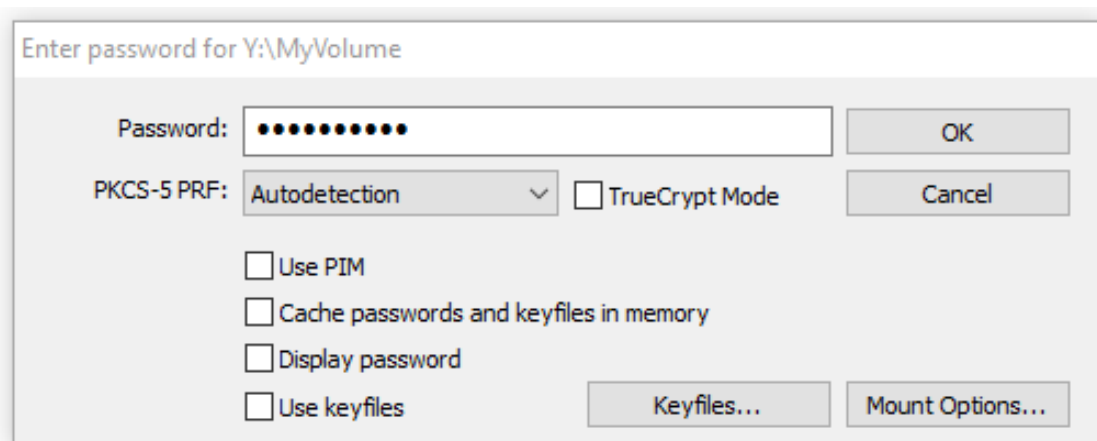 Enter password for Y:\MyVolume
Password: •••••••••• OK
PKCS-5 PRF: Autodetection TrueCrypt Mode Cancel
Use PIM
Cache passwords and keyfiles in memory
Display password
Use keyfiles Keyfiles... Mount Options...